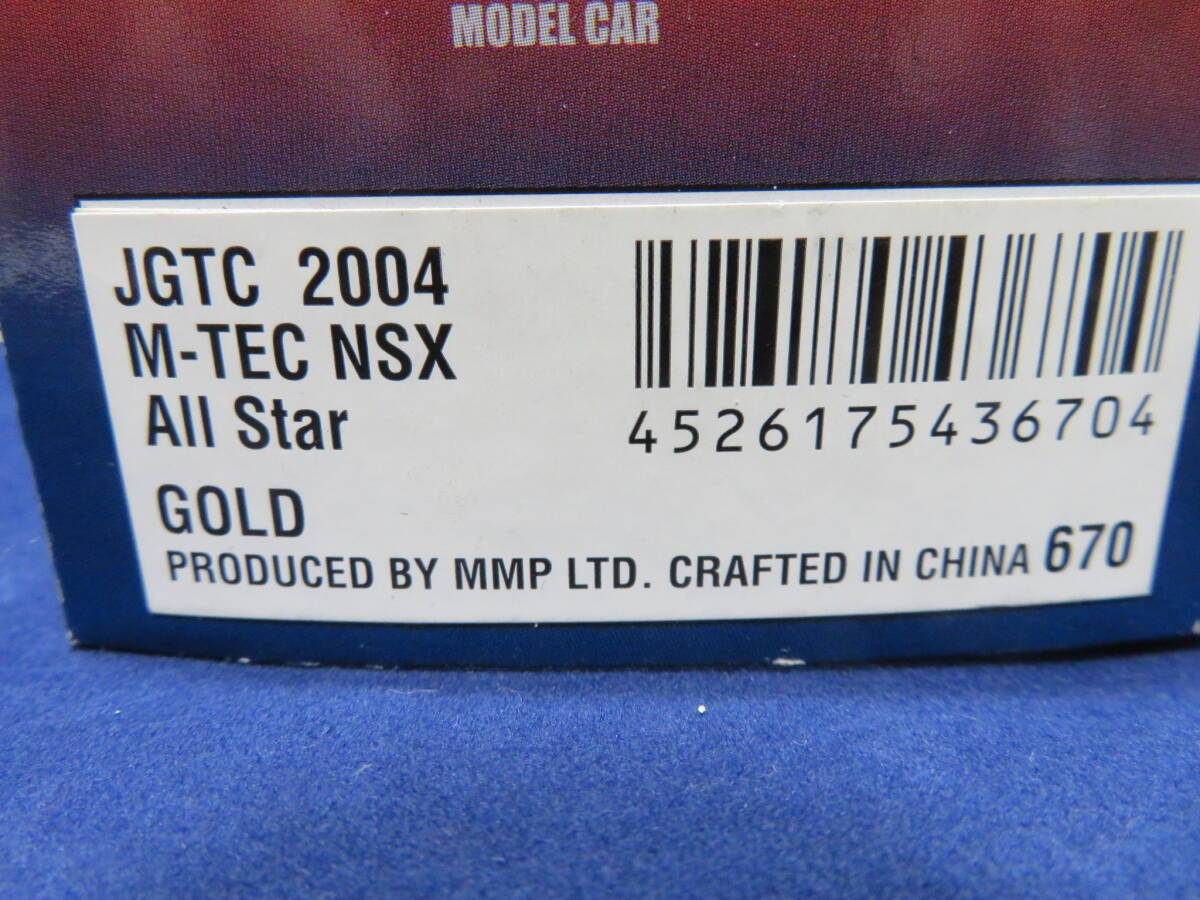 MODEL CAR
JGTC 2004
M-TEC NSX
All Star
4526175436704
GOLD
PRODUCED BY MMP LTD. CRAFTED IN CHINA 670